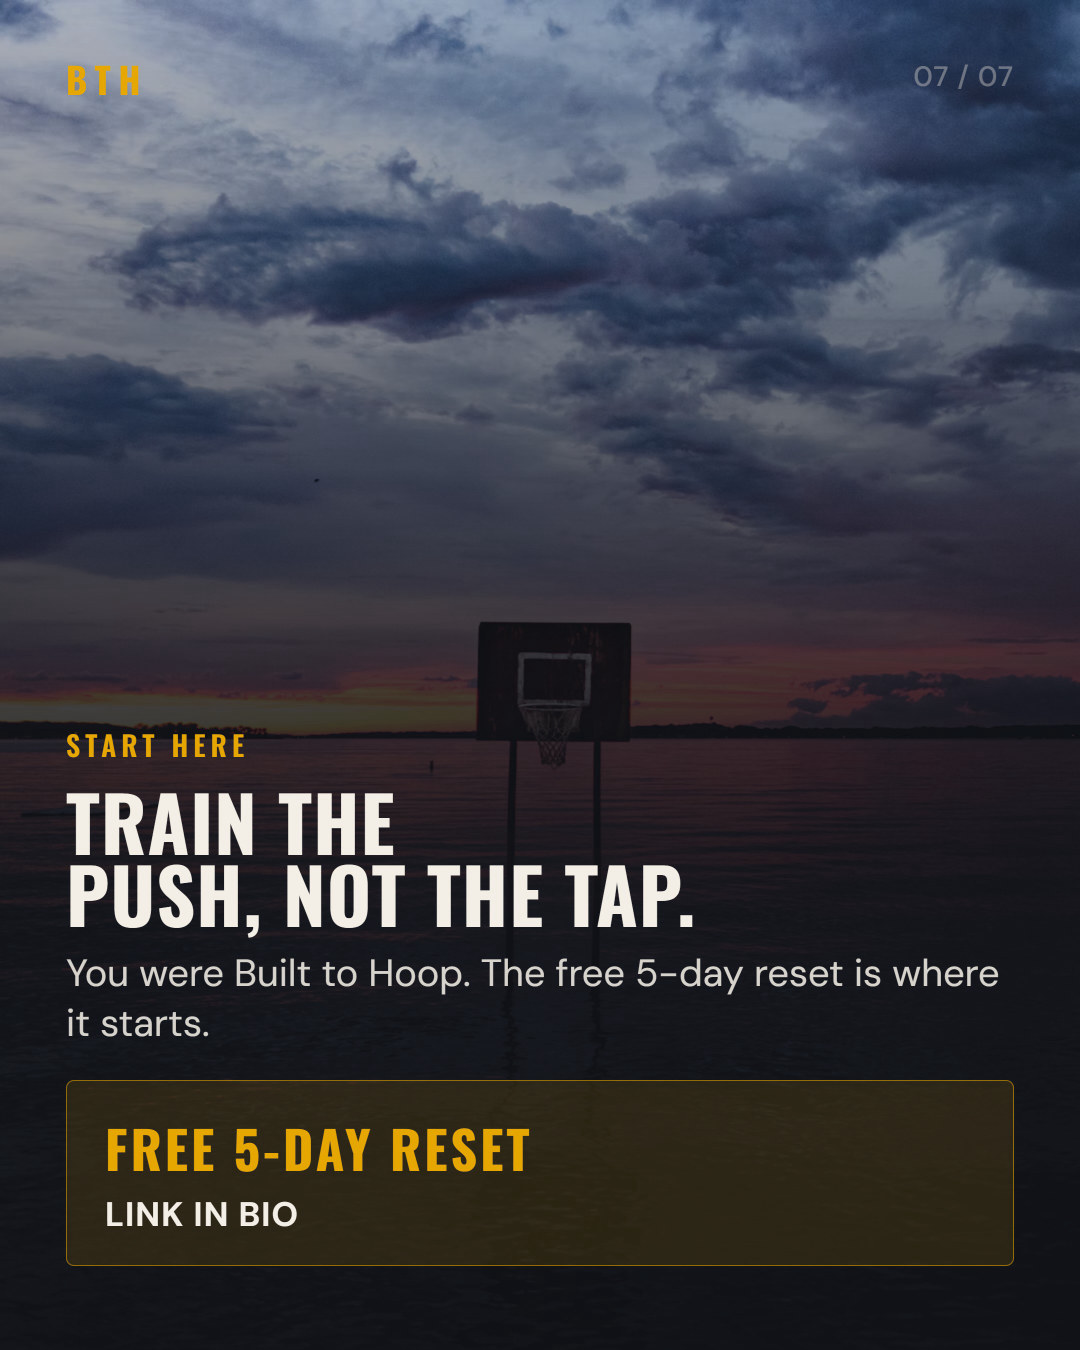 BTH
07 / 07
START HERE
TRAIN THE
PUSH, NOT THE TAP.
You were Built to Hoop. The free 5-day reset is where
it starts.
FREE 5-DAY RESET
LINK IN BIO